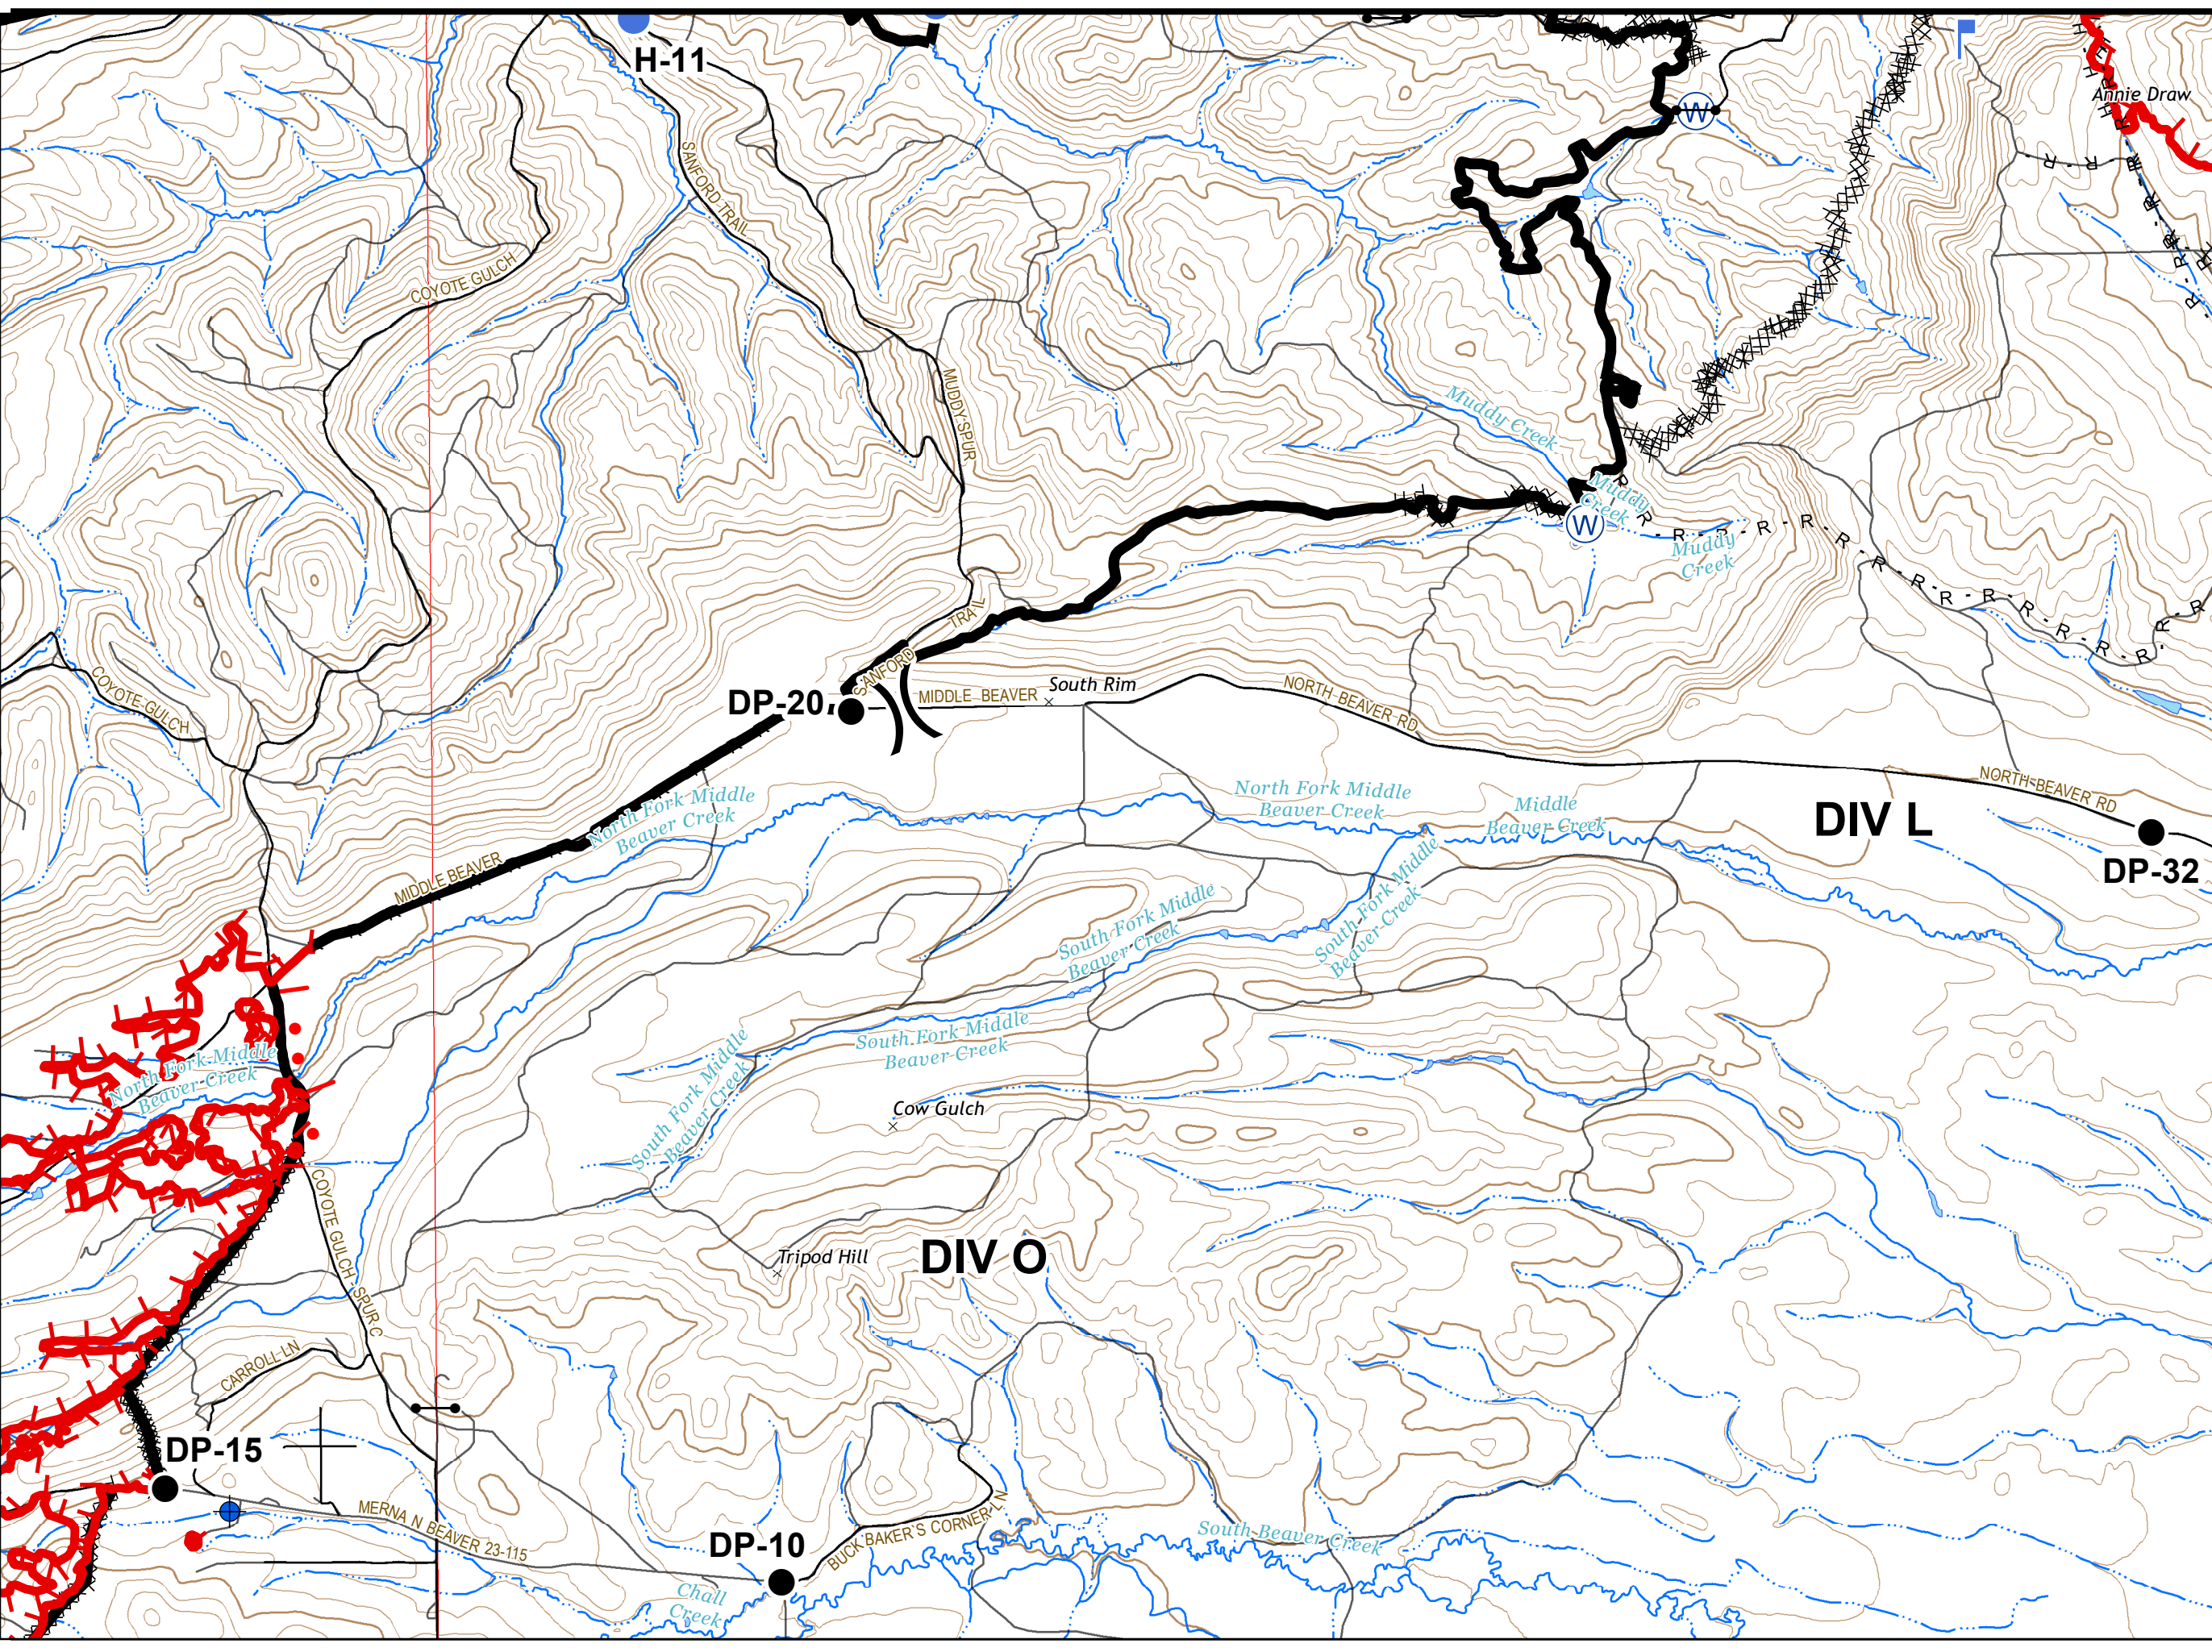 H-11
Annie Draw
W
SANFORD TRAIL
COYOTE GULCH
MUDDY SPUR
Muddy Creek
Muddy
Creek
W
Muddy
Creek
R - R - R - R - R - R - R - R - R - R - R
TRAIL
SANFORD
COYOTE GULCH
DP-20
MIDDLE BEAVER
South Rim
NORTH BEAVER RD
NORTH BEAVER RD
North Fork Middle
Beaver Creek
North Fork Middle
Beaver Creek
Middle
Beaver Creek
DIV L
DP-32
MIDDLE BEAVER
South Fork Middle
Beaver Creek
South Fork Middle
Beaver Creek
North Fork Middle
Beaver Creek
South Fork Middle
Beaver Creek
South Fork Middle
Beaver Creek
Cow Gulch
COYOTE GULCH - SPUR C
Tripod Hill
DIV O
CARROLL LN
DP-15
MERNA N BEAVER 23-115
DP-10
BUCK BAKER'S CORNER LN
South Beaver Creek
Chall
Creek